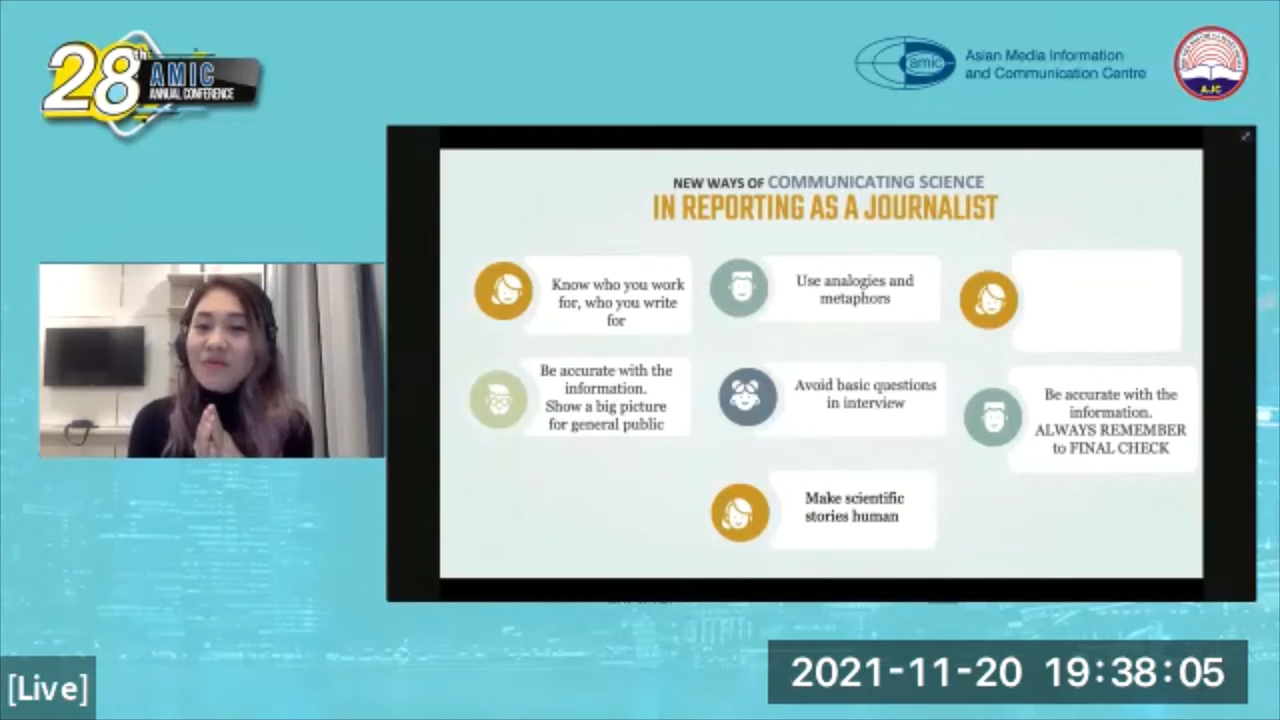 28th
AMIC
ANNUAL CONFERENCE
amic
Asian Media Information
and Communication Centre
AJC
NEW WAYS OF COMMUNICATING SCIENCE
IN REPORTING AS A JOURNALIST
Know who you work
for, who you write
for
Use analogies and
metaphors
Be accurate with the
information.
Show a big picture
for general public
Avoid basic questions
in interview
Be accurate with the
information.
ALWAYS REMEMBER
to FINAL CHECK
Make scientific
stories human
[Live]
2021-11-20 19:38:05